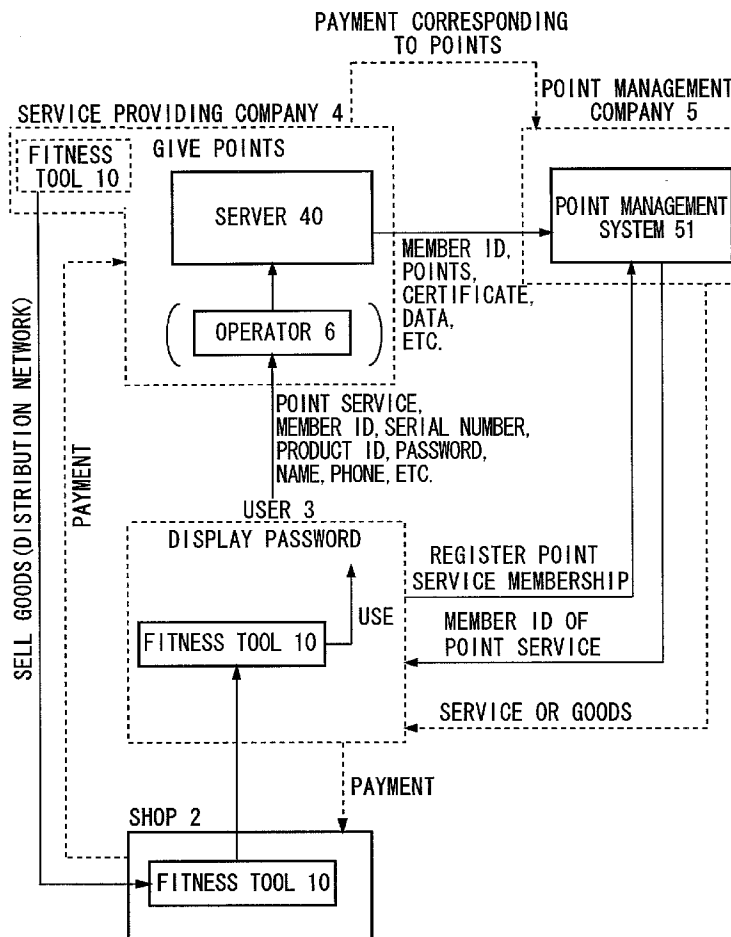 PAYMENT CORRESPONDING
TO POINTS
SERVICE PROVIDING COMPANY 4
POINT MANAGEMENT
COMPANY 5
FITNESS
TOOL 10
GIVE POINTS
SERVER 40
POINT MANAGEMENT
SYSTEM 51
MEMBER ID,
POINTS,
CERTIFICATE,
DATA,
ETC.
( OPERATOR 6 )
POINT SERVICE,
MEMBER ID, SERIAL NUMBER,
PRODUCT ID, PASSWORD,
NAME, PHONE, ETC.
SELL GOODS (DISTRIBUTION NETWORK)
PAYMENT
USER 3
DISPLAY PASSWORD
USE
FITNESS TOOL 10
REGISTER POINT
SERVICE MEMBERSHIP
MEMBER ID OF
POINT SERVICE
SERVICE OR GOODS
PAYMENT
SHOP 2
FITNESS TOOL 10